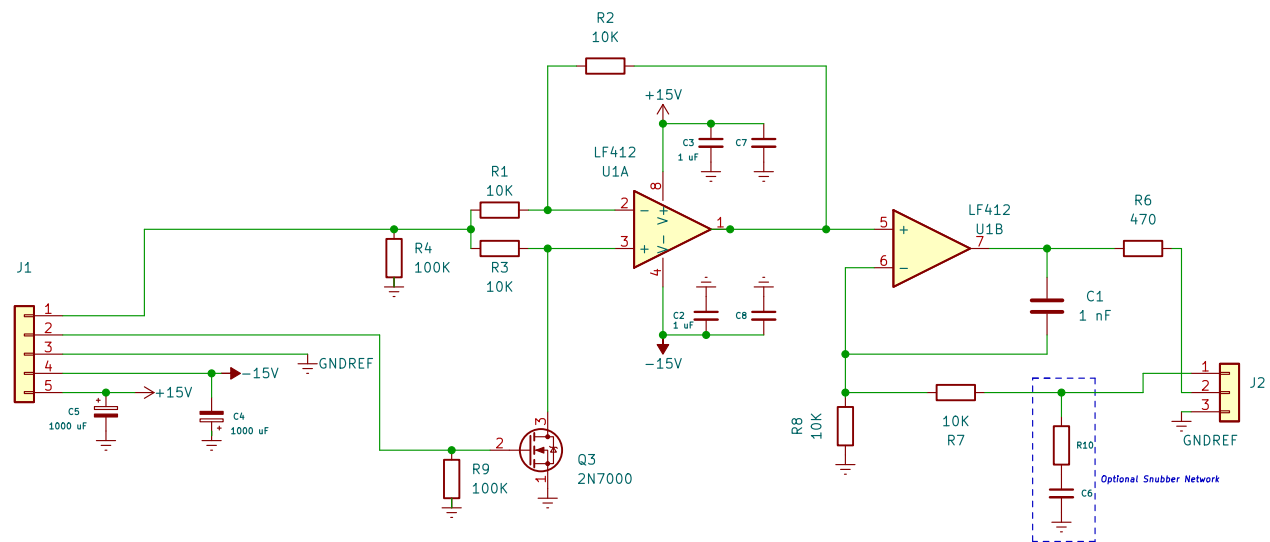 R2
10K
+15V
C3
1 uF
C7
LF412
U1A
R1
10K
8
2
-
V+
1
3
+
V-
4
R3
10K
R4
100K
C2
1 uF
C8
-15V
LF412
U1B
5
+
7
6
-
R6
470
C1
1 nF
J1
1
2
3
4
5
GNDREF
-15V
+15V
C5
+
1000 uF
C4
1000 uF
+
R9
100K
2
3
1
Q3
2N7000
R8
10K
10K
R7
R10
C6
Optional Snubber Network
1
2
3
J2
GNDREF